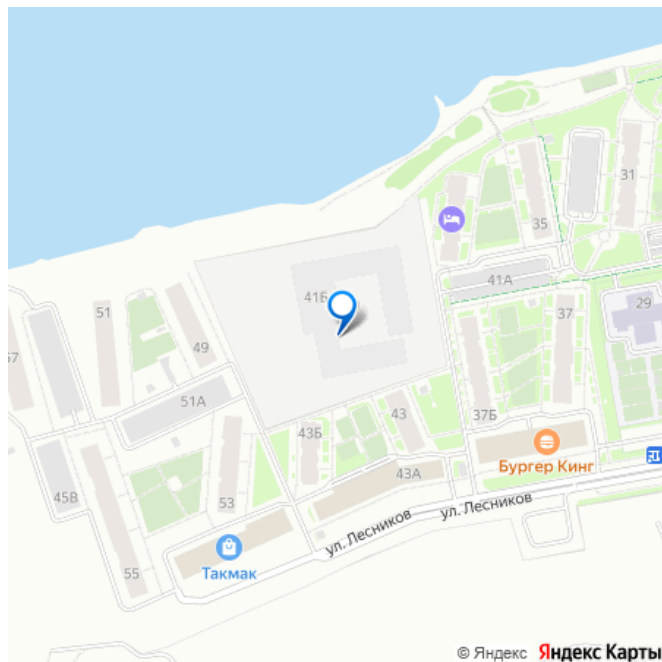 31
35
41А
29
41Б
51
37
49
57
51А
43
37Б
43Б
Бургер Кинг
43А
45В
53
ул. Лесников
ул. Лесников
Такмак
55
© Яндекс Яндекс Карты